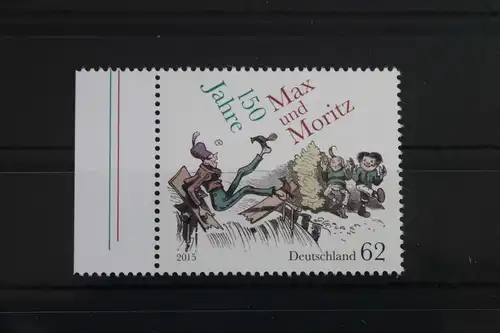 150
Jahre
Max
und
Moritz
2015
Deutschland 62